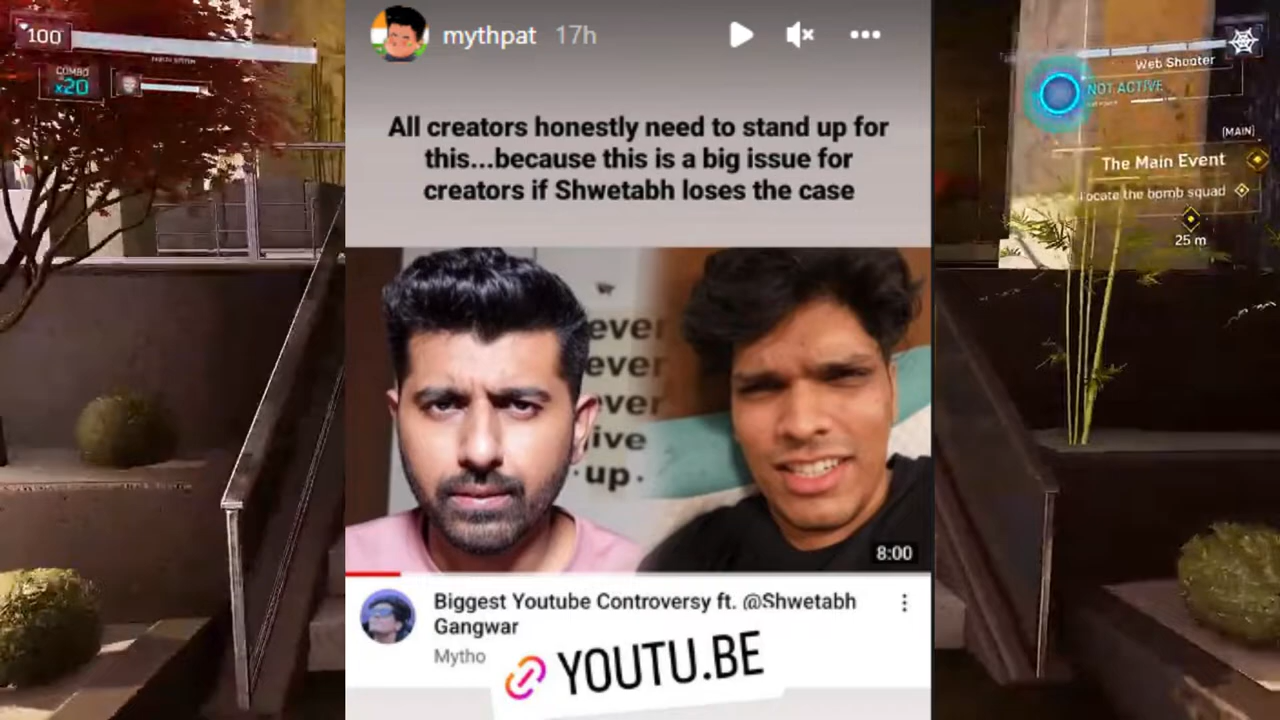 100
COMBO
x20
mythpat 17h
All creators honestly need to stand up for
this...because this is a big issue for
creators if Shwetabh loses the case
ever
ever
ever
ive
·up·
8:00
Biggest Youtube Controversy ft. @Shwetabh
Gangwar
Mytho
YOUTU.BE
Web Shooter
NOT ACTIVE
(MAIN)
The Main Event
Locate the bomb squad
25 m